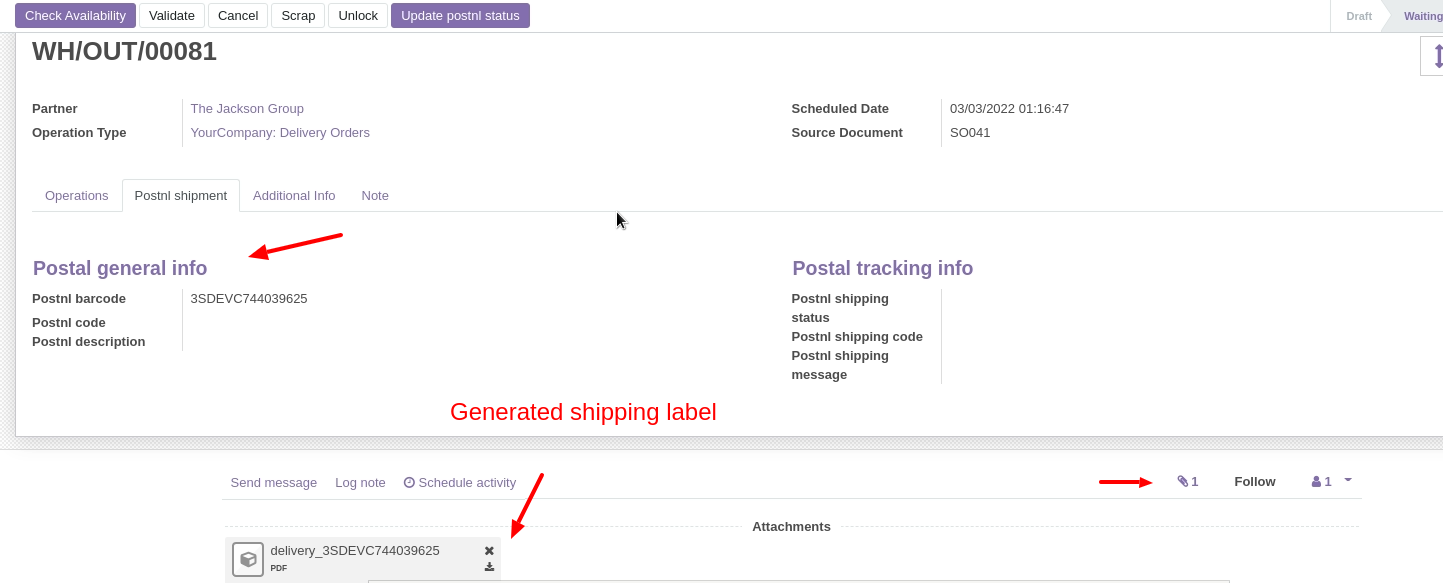 Check Availability Validate Cancel Scrap Unlock Update postnl status Draft Waiting
WH/OUT/00081
Partner The Jackson Group Scheduled Date 03/03/2022 01:16:47
Operation Type YourCompany: Delivery Orders Source Document SO041
Operations Postnl shipment Additional Info Note
Postal general info
Postnl barcode 3SDEVC744039625
Postnl code
Postnl description
Postal tracking info
Postnl shipping
status
Postnl shipping code
Postnl shipping
message
Generated shipping label
Send message Log note Schedule activity 1 Follow 1
Attachments
delivery_3SDEVC744039625
PDF